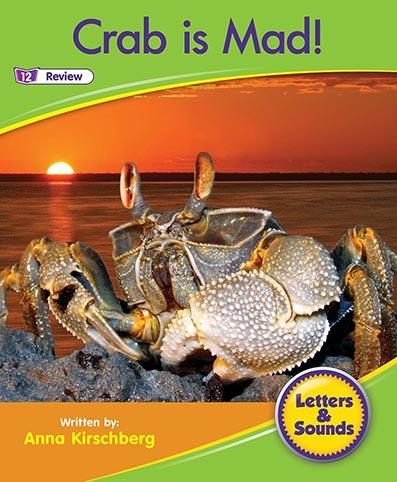 Crab is Mad!
12 Review
Written by:
Anna Kirschberg
Letters
&
Sounds